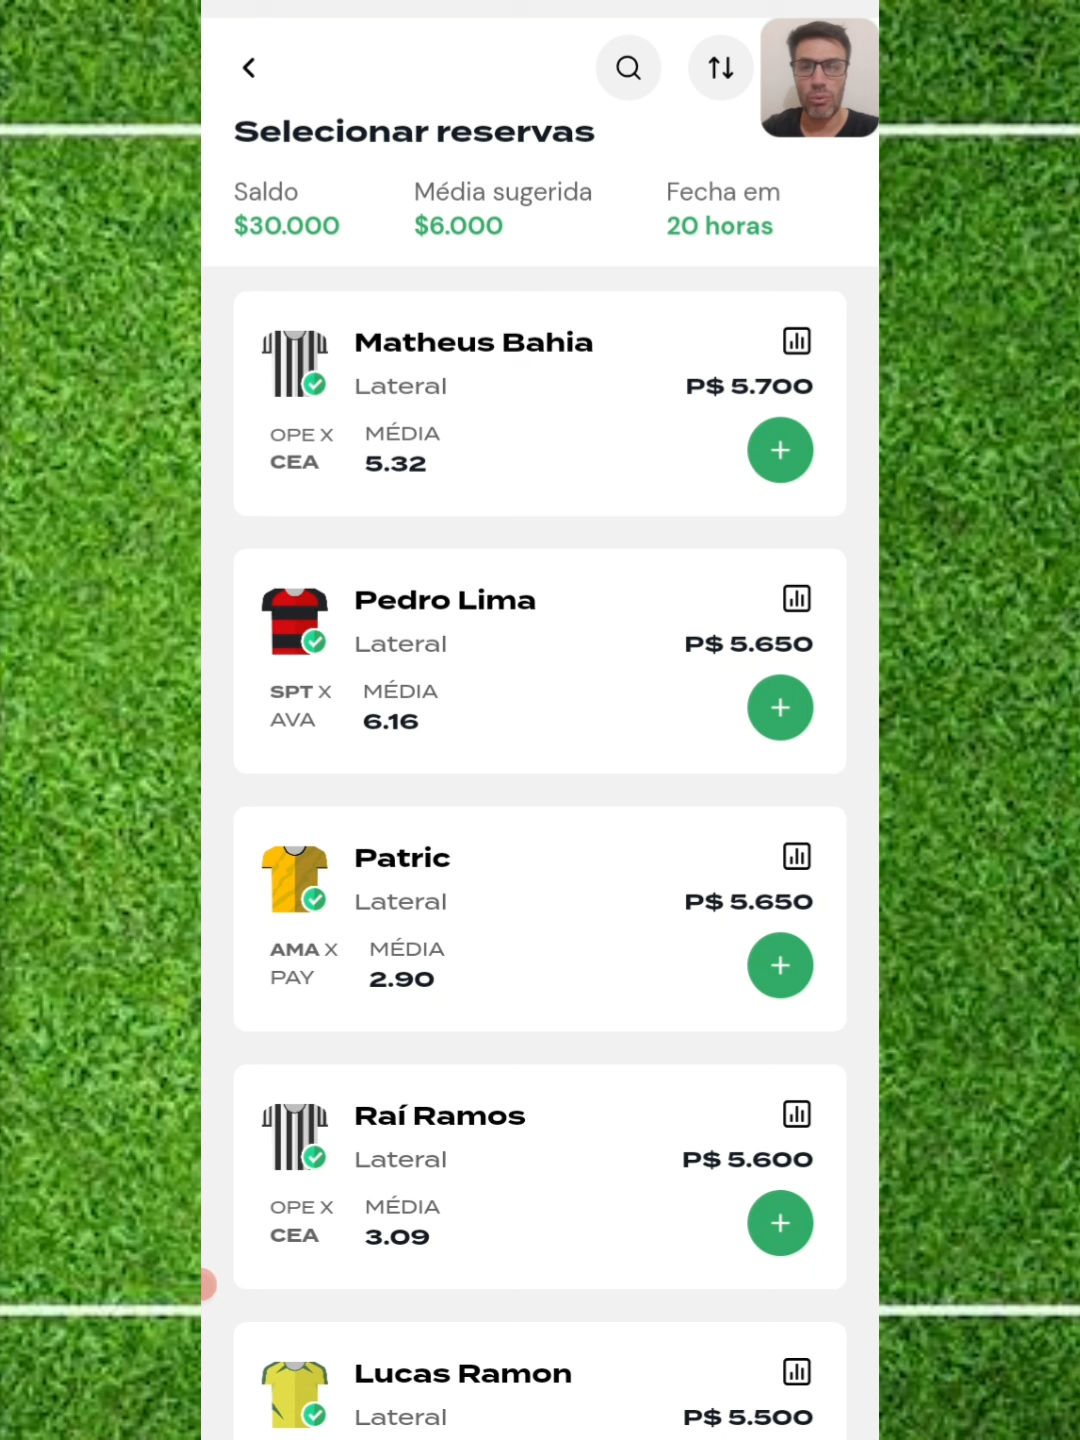 Selecionar reservas
Saldo
$30.000
Média sugerida
$6.000
Fecha em
20 horas
Matheus Bahia
Lateral
P$ 5.700
OPE X
CEA
MÉDIA
5.32
Pedro Lima
Lateral
P$ 5.650
SPT X
AVA
MÉDIA
6.16
Patric
Lateral
P$ 5.650
AMA X
PAY
MÉDIA
2.90
Raí Ramos
Lateral
P$ 5.600
OPE X
CEA
MÉDIA
3.09
Lucas Ramon
Lateral
P$ 5.500